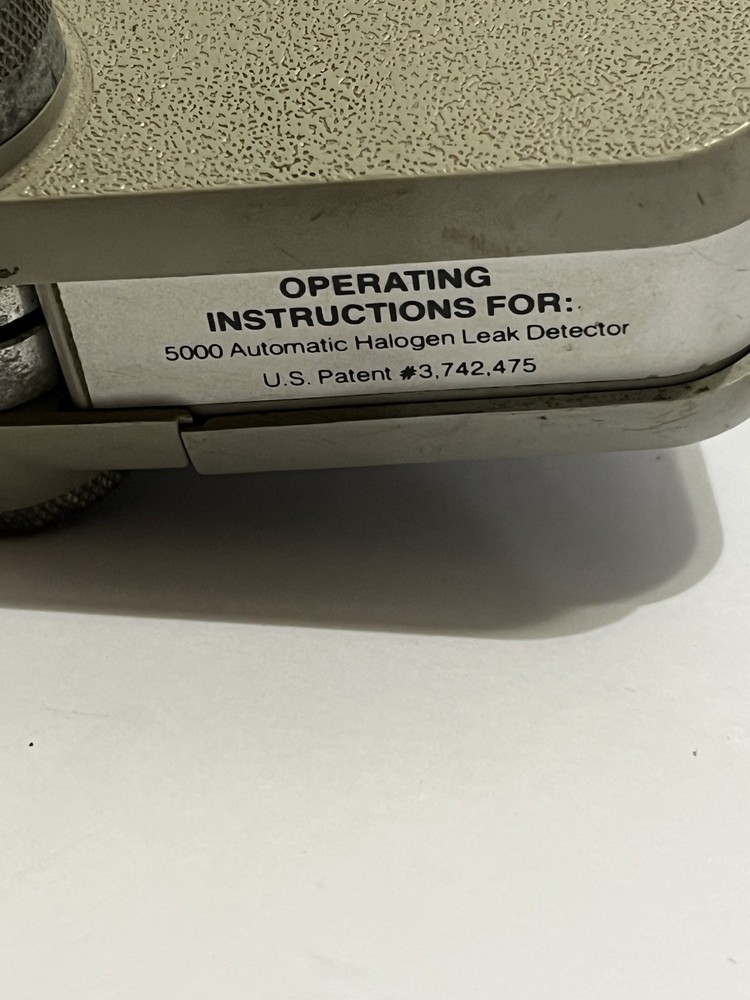 OPERATING
INSTRUCTIONS FOR:
5000 Automatic Halogen Leak Detector
U.S. Patent #3,742,475